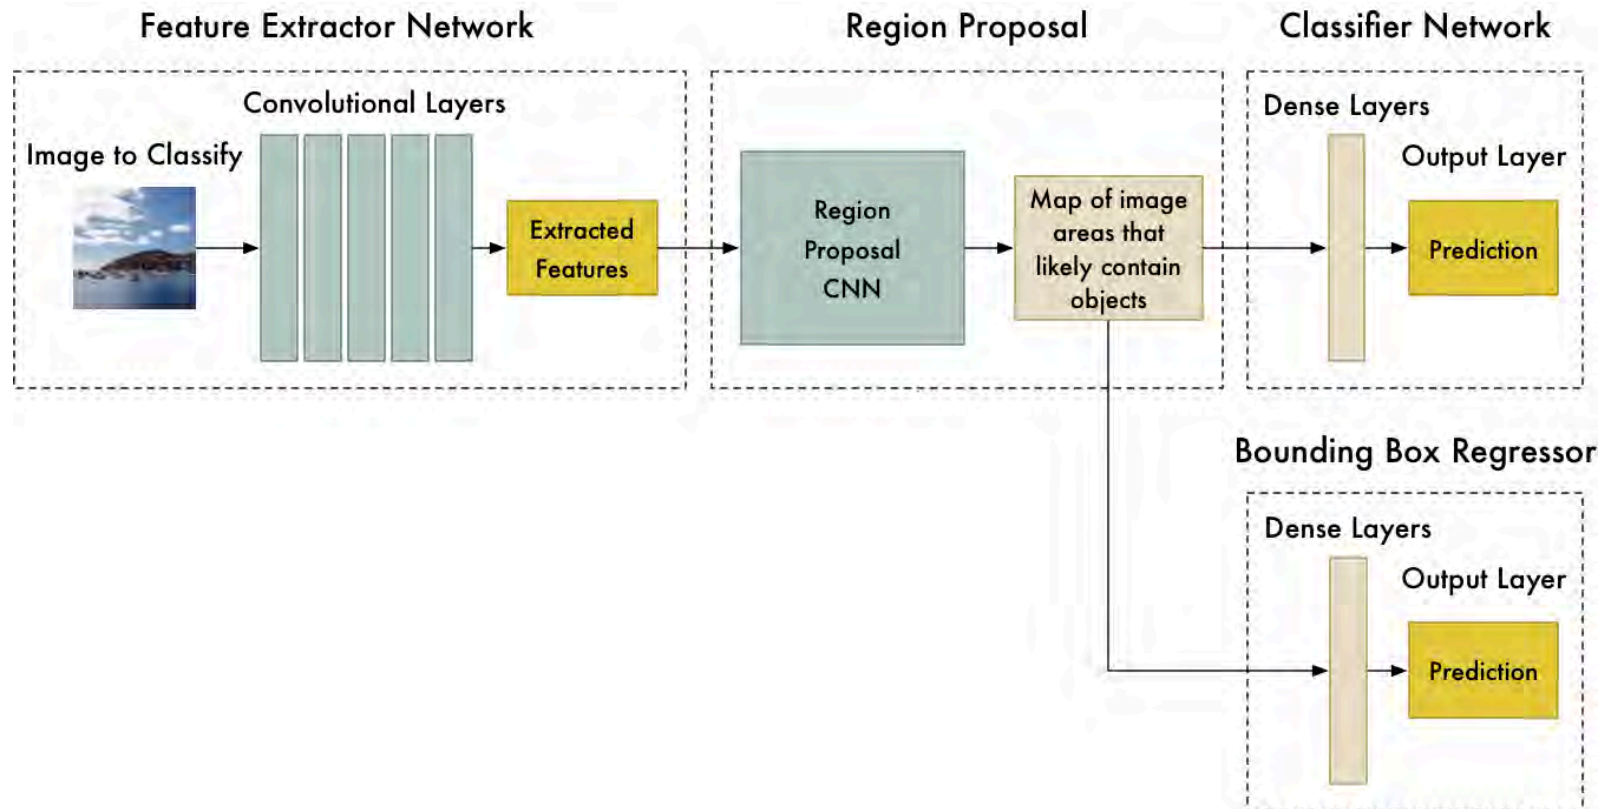 Feature Extractor Network
Region Proposal
Classifier Network
Convolutional Layers
Image to Classify
Extracted
Features
Region
Proposal
CNN
Map of image
areas that
likely contain
objects
Dense Layers
Output Layer
Prediction
Bounding Box Regressor
Dense Layers
Output Layer
Prediction